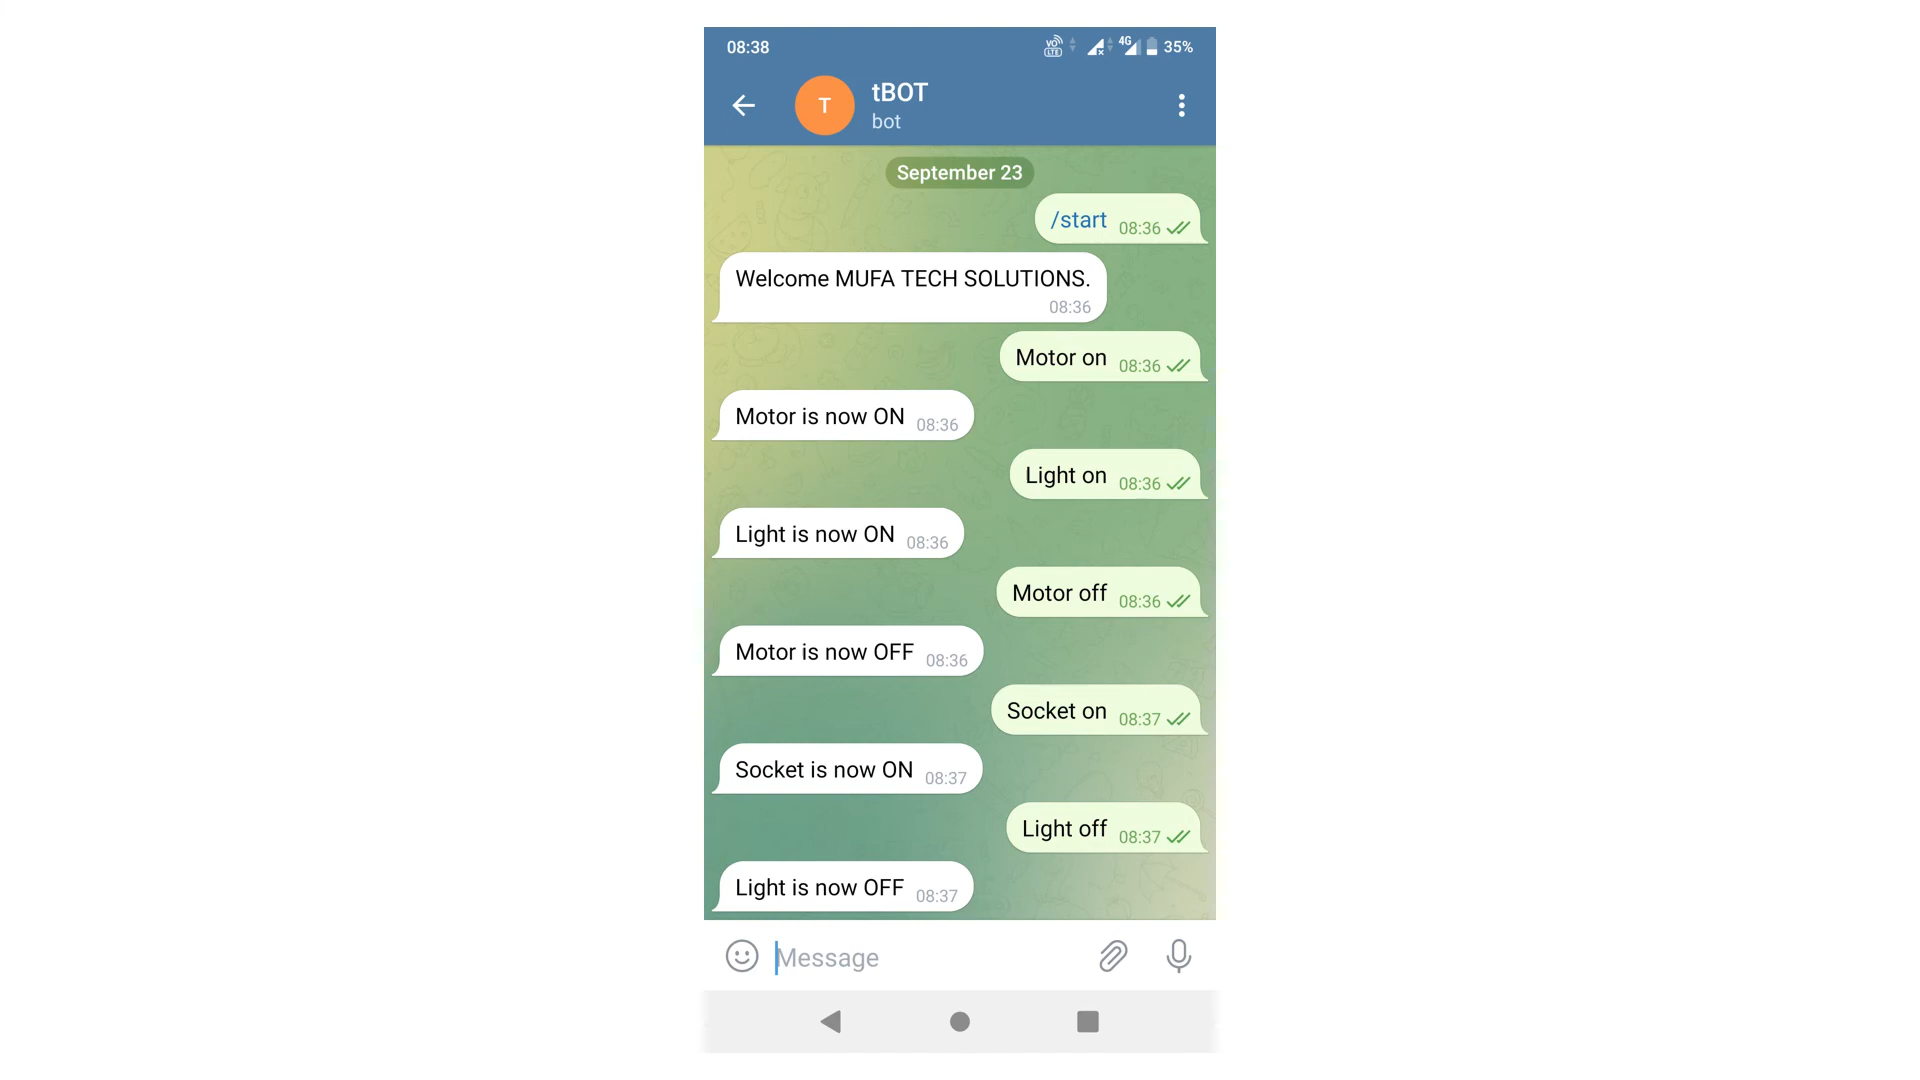 08:38
VO LTE 4G 35%
T
tBOT
bot
September 23
/start 08:36
Welcome MUFA TECH SOLUTIONS.
08:36
Motor on 08:36
Motor is now ON 08:36
Light on 08:36
Light is now ON 08:36
Motor off 08:36
Motor is now OFF 08:36
Socket on 08:37
Socket is now ON 08:37
Light off 08:37
Light is now OFF 08:37
Message